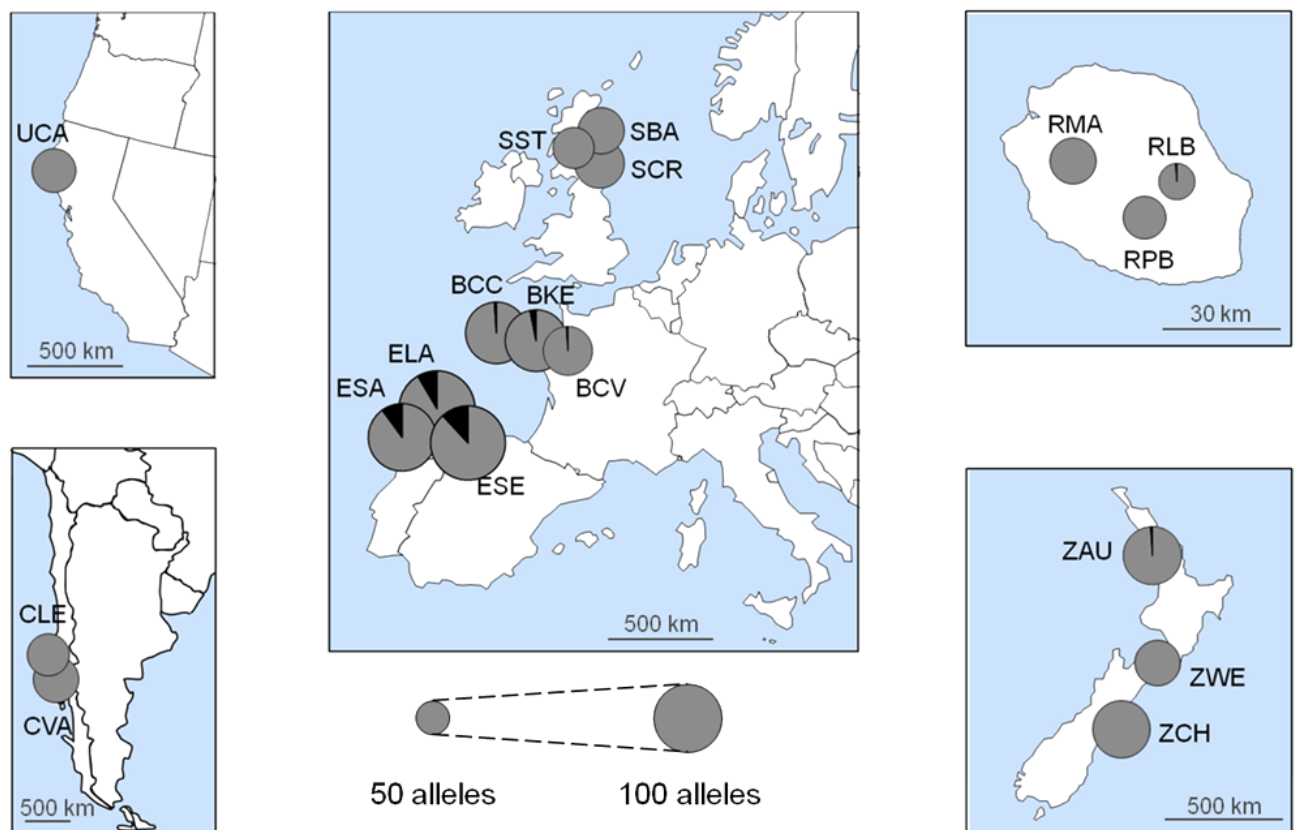 UCA
500 km
SST
SBA
SCR
BCC
BKE
BCV
ELA
ESA
ESE
500 km
RMA
RLB
RPB
30 km
CLE
CVA
500 km
50 alleles
100 alleles
ZAU
ZWE
ZCH
500 km